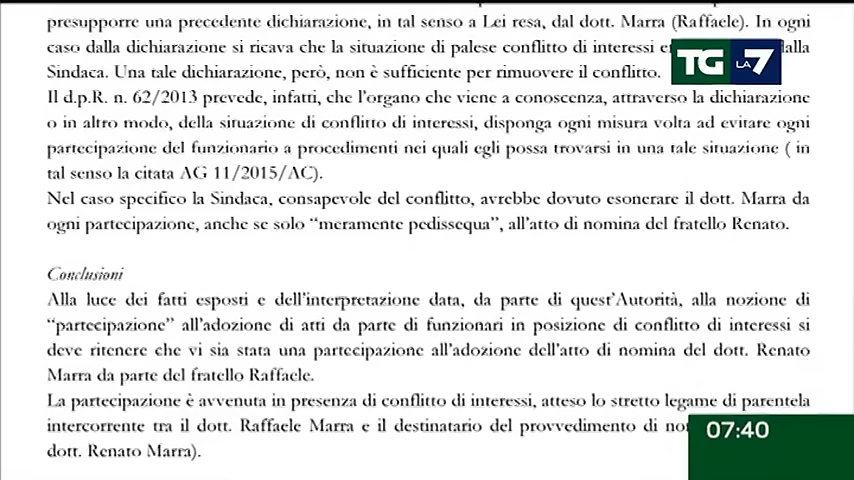 presupporre una precedente dichiarazione, in tal senso a Lei resa, dal dott. Marra (Raffaele). In ogni
caso dalla dichiarazione si ricava che la situazione di palese conflitto di interessi dalla
TG LA 7
Sindaca. Una tale dichiarazione, però, non è sufficiente per rimuovere il conflitto.
Il d.p.R. n. 62/2013 prevede, infatti, che l'organo che viene a conoscenza, attraverso la dichiarazione
o in altro modo, della situazione di conflitto di interessi, disponga ogni misura volta ad evitare ogni
partecipazione del funzionario a procedimenti nei quali egli possa trovarsi in una tale situazione ( in
tal senso la citata AG 11/2015/AC).
Nel caso specifico la Sindaca, consapevole del conflitto, avrebbe dovuto esonerare il dott. Marra da
ogni partecipazione, anche se solo “meramente pedissequa”, all'atto di nomina del fratello Renato.
Conclusioni
Alla luce dei fatti esposti e dell'interpretazione data, da parte di quest'Autorità, alla nozione di
“partecipazione” all'adozione di atti da parte di funzionari in posizione di conflitto di interessi si
deve ritenere che vi sia stata una partecipazione all'adozione dell'atto di nomina del dott. Renato
Marra da parte del fratello Raffaele.
La partecipazione è avvenuta in presenza di conflitto di interessi, atteso lo stretto legame di parentela
intercorrente tra il dott. Raffaele Marra e il destinatario del provvedimento di
dott. Renato Marra).
07:40